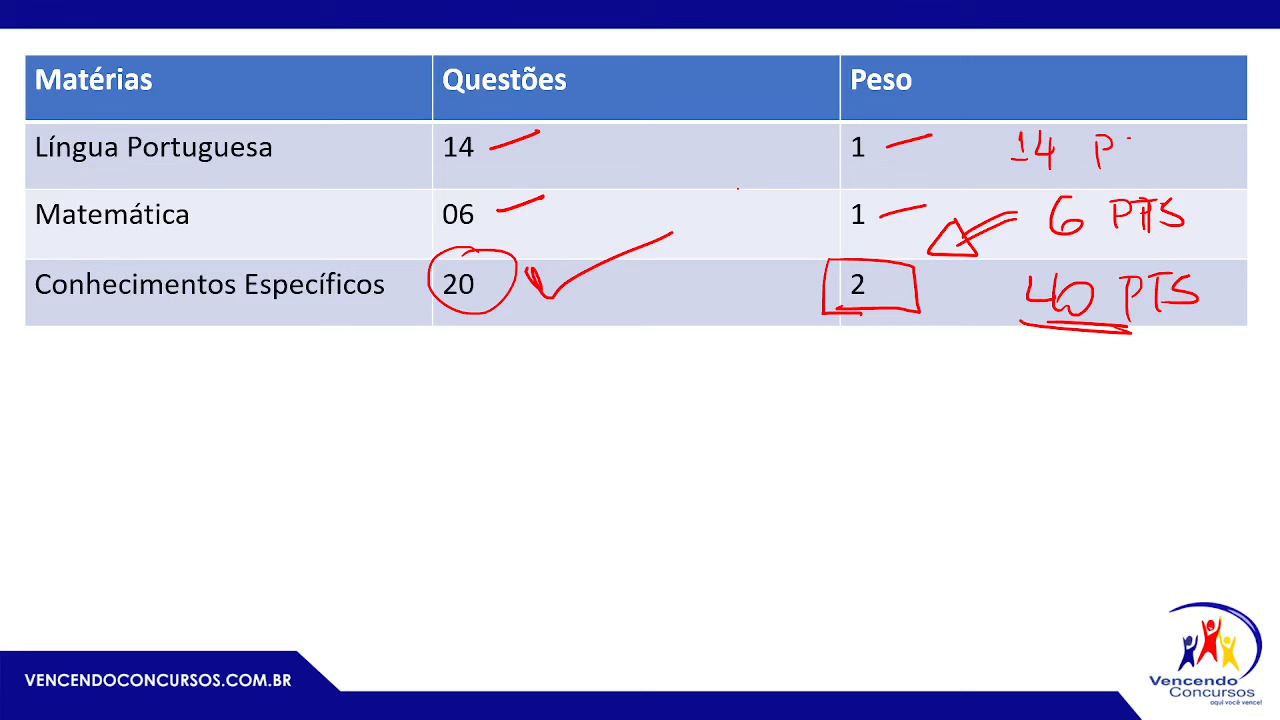 Matérias Questões Peso
Língua Portuguesa 14 1 14 P
Matemática 06 1 6 PTS
Conhecimentos Específicos 20 2 40 PTS
VENCENDOCONCURSOS.COM.BR
Vencendo
Concursos
aqui você vence!